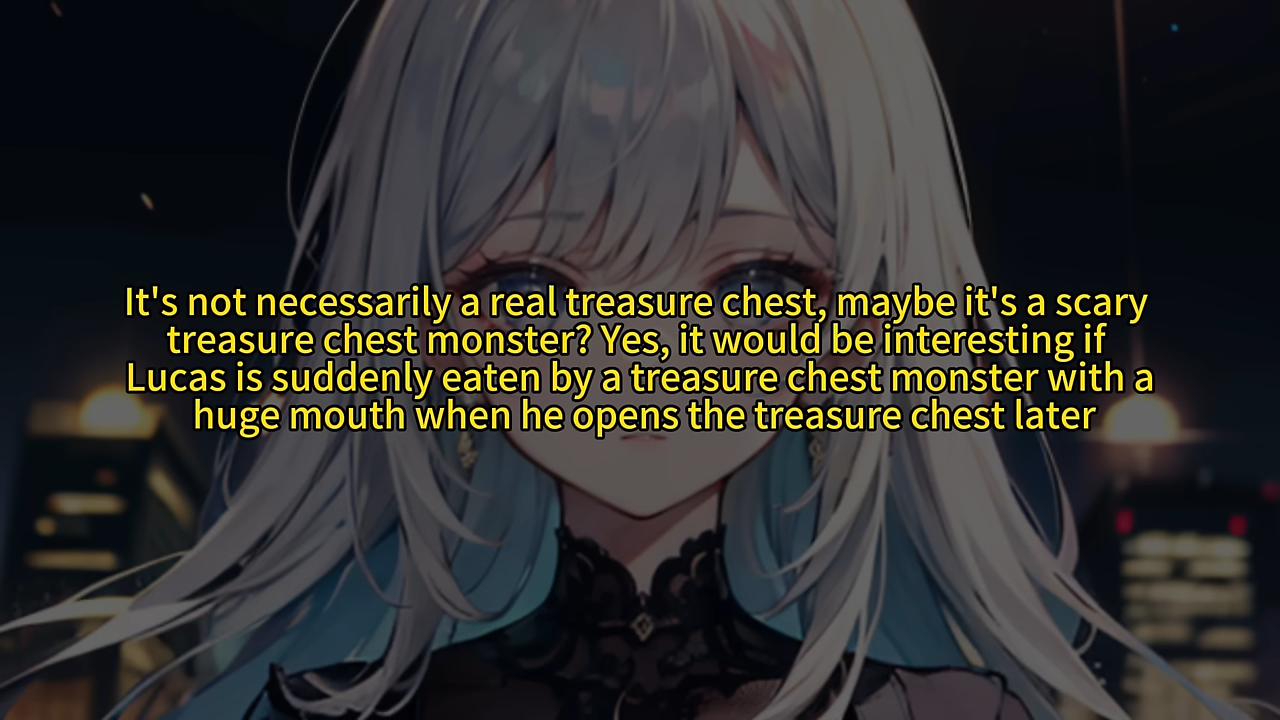 It's not necessarily a real treasure chest, maybe it's a scary
treasure chest monster? Yes, it would be interesting if
Lucas is suddenly eaten by a treasure chest monster with a
huge mouth when he opens the treasure chest later